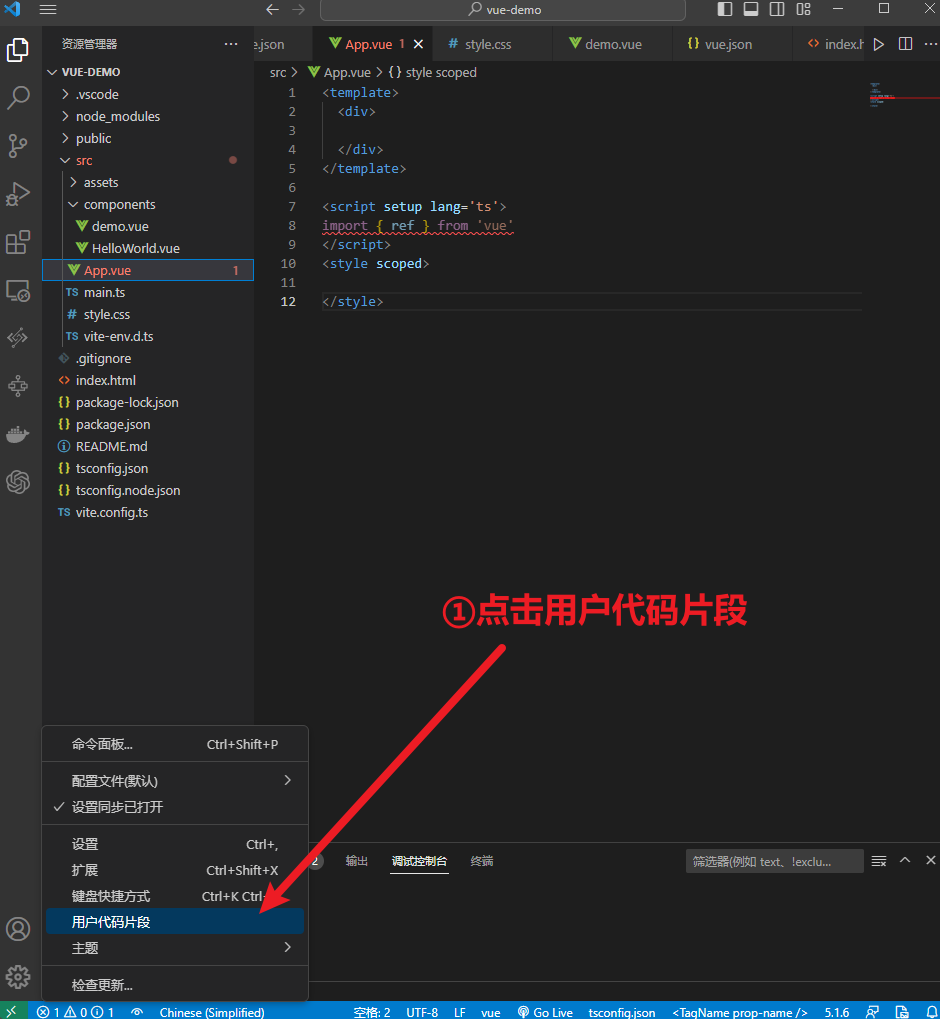 vue-demo
资源管理器
e.json
App.vue 1
style.css
demo.vue
vue.json
index.h
VUE-DEMO
.vscode
node_modules
public
src
assets
components
demo.vue
HelloWorld.vue
App.vue 1
TS main.ts
# style.css
TS vite-env.d.ts
.gitignore
index.html
package-lock.json
package.json
README.md
tsconfig.json
tsconfig.node.json
TS vite.config.ts
src > App.vue > {} style scoped
1 <template>
2 <div>
3
4 </div>
5 </template>
6
7 <script setup lang='ts'>
8 import { ref } from 'vue'
9 </script>
10 <style scoped>
11
12 </style>
①点击用户代码片段
命令面板... Ctrl+Shift+P
配置文件(默认)
设置同步已打开
设置 Ctrl+,
扩展 Ctrl+Shift+X
键盘快捷方式 Ctrl+K Ctrl+
用户代码片段
主题
检查更新...
2 输出 调试控制台 终端 筛选器(例如 text、!exclu...
1 0 1 Chinese (Simplified) 空格: 2 UTF-8 LF vue Go Live tsconfig.json <TagName prop-name /> 5.1.6